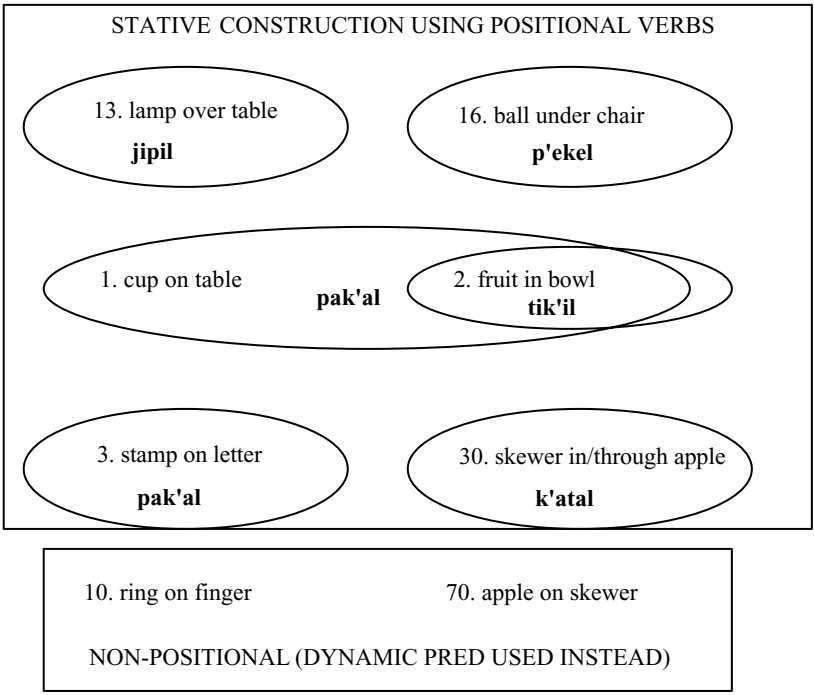 STATIVE CONSTRUCTION USING POSITIONAL VERBS
13. lamp over table
jipil
16. ball under chair
p'ekel
1. cup on table
pak'al
2. fruit in bowl
tik'il
3. stamp on letter
pak'al
30. skewer in/through apple
k'atal
10. ring on finger
70. apple on skewer
NON-POSITIONAL (DYNAMIC PRED USED INSTEAD)